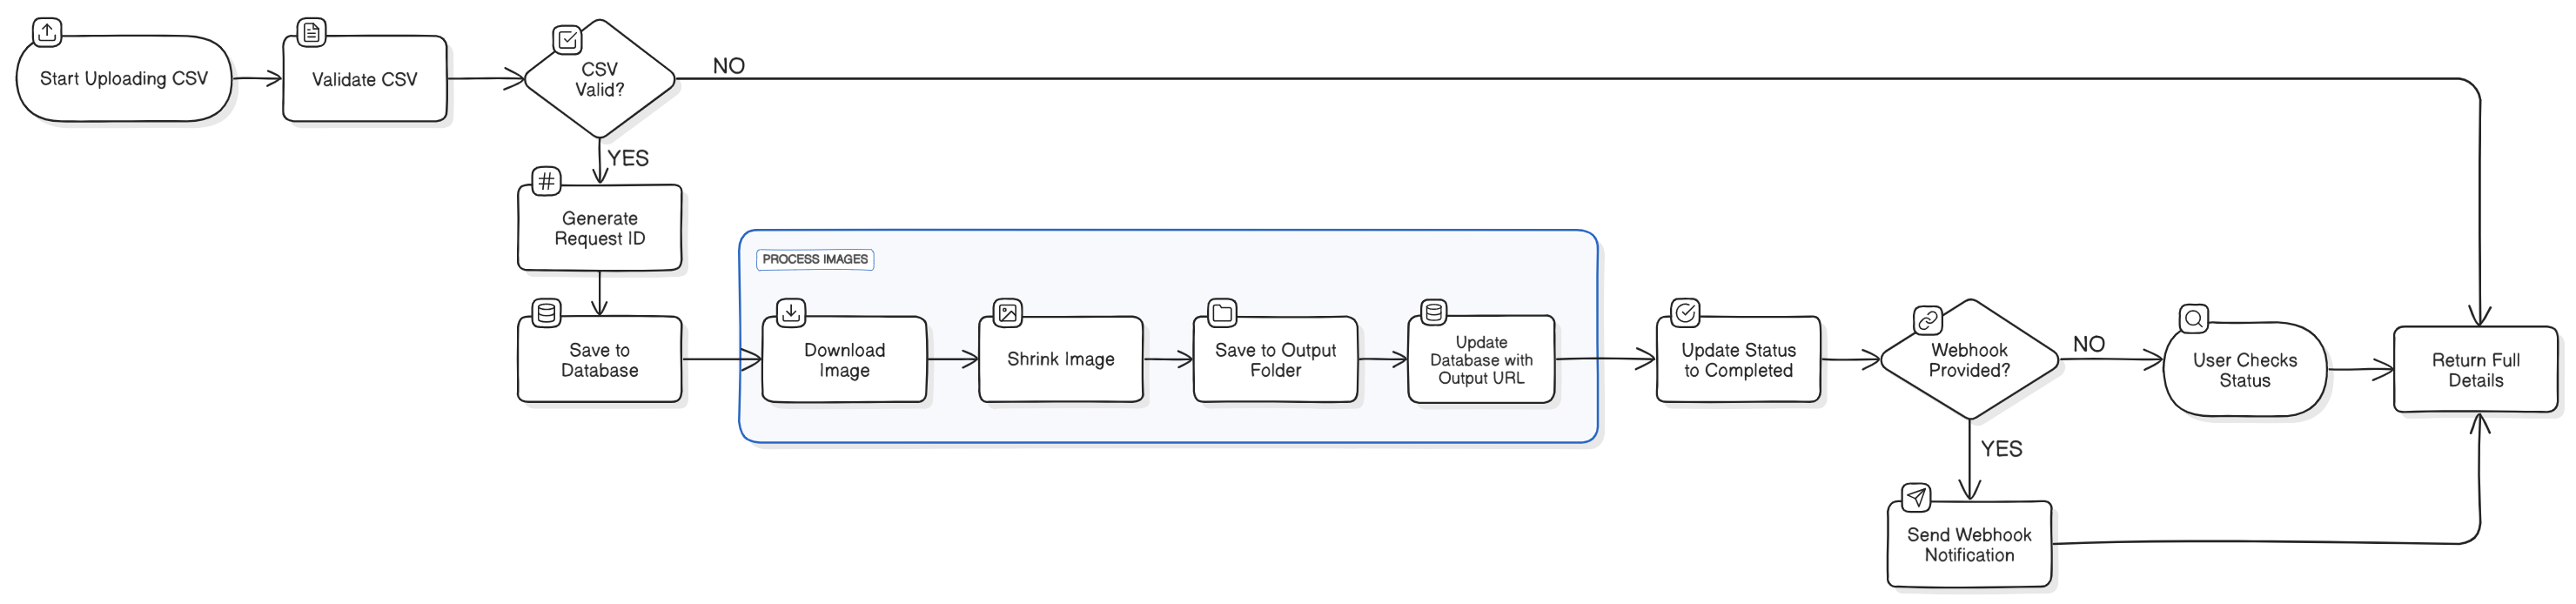 Start Uploading CSV
Validate CSV
CSV
Valid?
NO
YES
Generate
Request ID
Save to
Database
PROCESS IMAGES
Download
Image
Shrink Image
Save to Output
Folder
Update
Database with
Output URL
Update Status
to Completed
Webhook
Provided?
NO
User Checks
Status
Return Full
Details
YES
Send Webhook
Notification